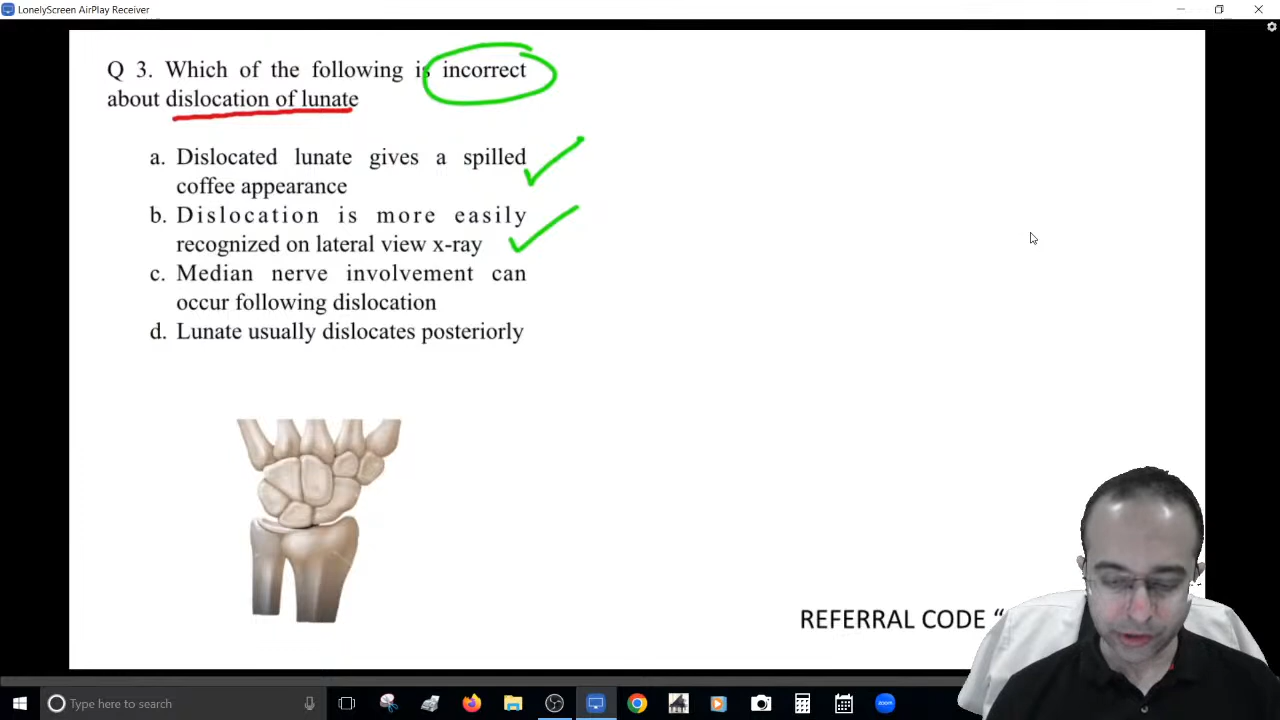 LonelyScreen AirPlay Receiver
Q 3. Which of the following is incorrect
about dislocation of lunate
a. Dislocated lunate gives a spilled
coffee appearance
b. Dislocation is more easily
recognized on lateral view x-ray
c. Median nerve involvement can
occur following dislocation
d. Lunate usually dislocates posteriorly
REFERRAL CODE “
Type here to search
zoom